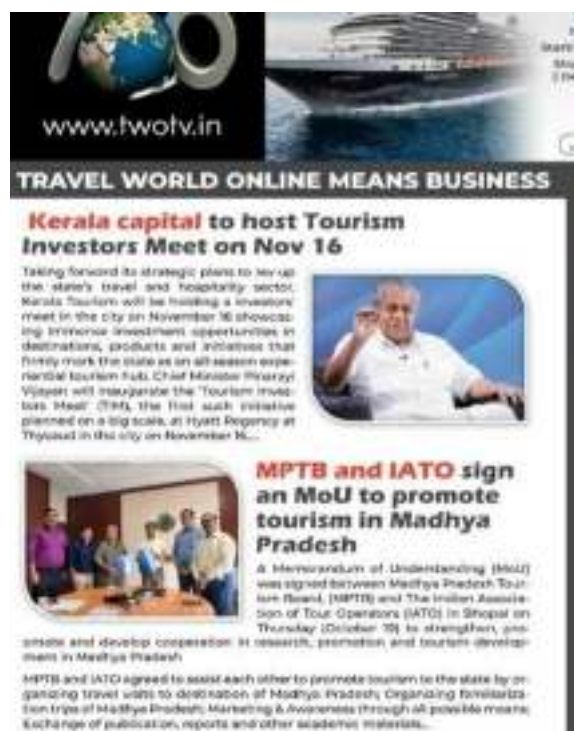 www.twotv.in
TRAVEL WORLD ONLINE MEANS BUSINESS
Kerala capital to host Tourism
Investors Meet on Nov 16
Taking forward its strategic plans to rev up
the state's travel and hospitality sector,
Kerala Tourism will be holding a investors'
meet in the city on November 16 showcas-
ing immense investment opportunities in
destinations, products and initiatives that
firmly mark the state as an all-season expe-
riential tourism hub. Chief Minister Pinarayi
Vijayan will inaugurate the 'Tourism Inves-
tors Meet' (TIM), the first such initiative
planned on a big scale, at Hyatt Regency at
Thycaud in the city on November 16....
MPTB and IATO sign
an MoU to promote
tourism in Madhya
Pradesh
A Memorandum of Understanding (MoU)
was signed between Madhya Pradesh Tour-
ism Board, (MPTB) and The Indian Associa-
tion of Tour Operators (IATO) in Bhopal on
Thursday (October 19) to strengthen, pro-
mote and develop cooperation in research, promotion and tourism develop-
ment in Madhya Pradesh
MPTB and IATO agreed to assist each other to promote tourism to the state by or-
ganizing travel visits to destination of Madhya Pradesh; Organizing familiariza-
tion trips of Madhya Pradesh; Marketing & Awareness through all possible means;
Exchange of publication, reports and other academic materials...